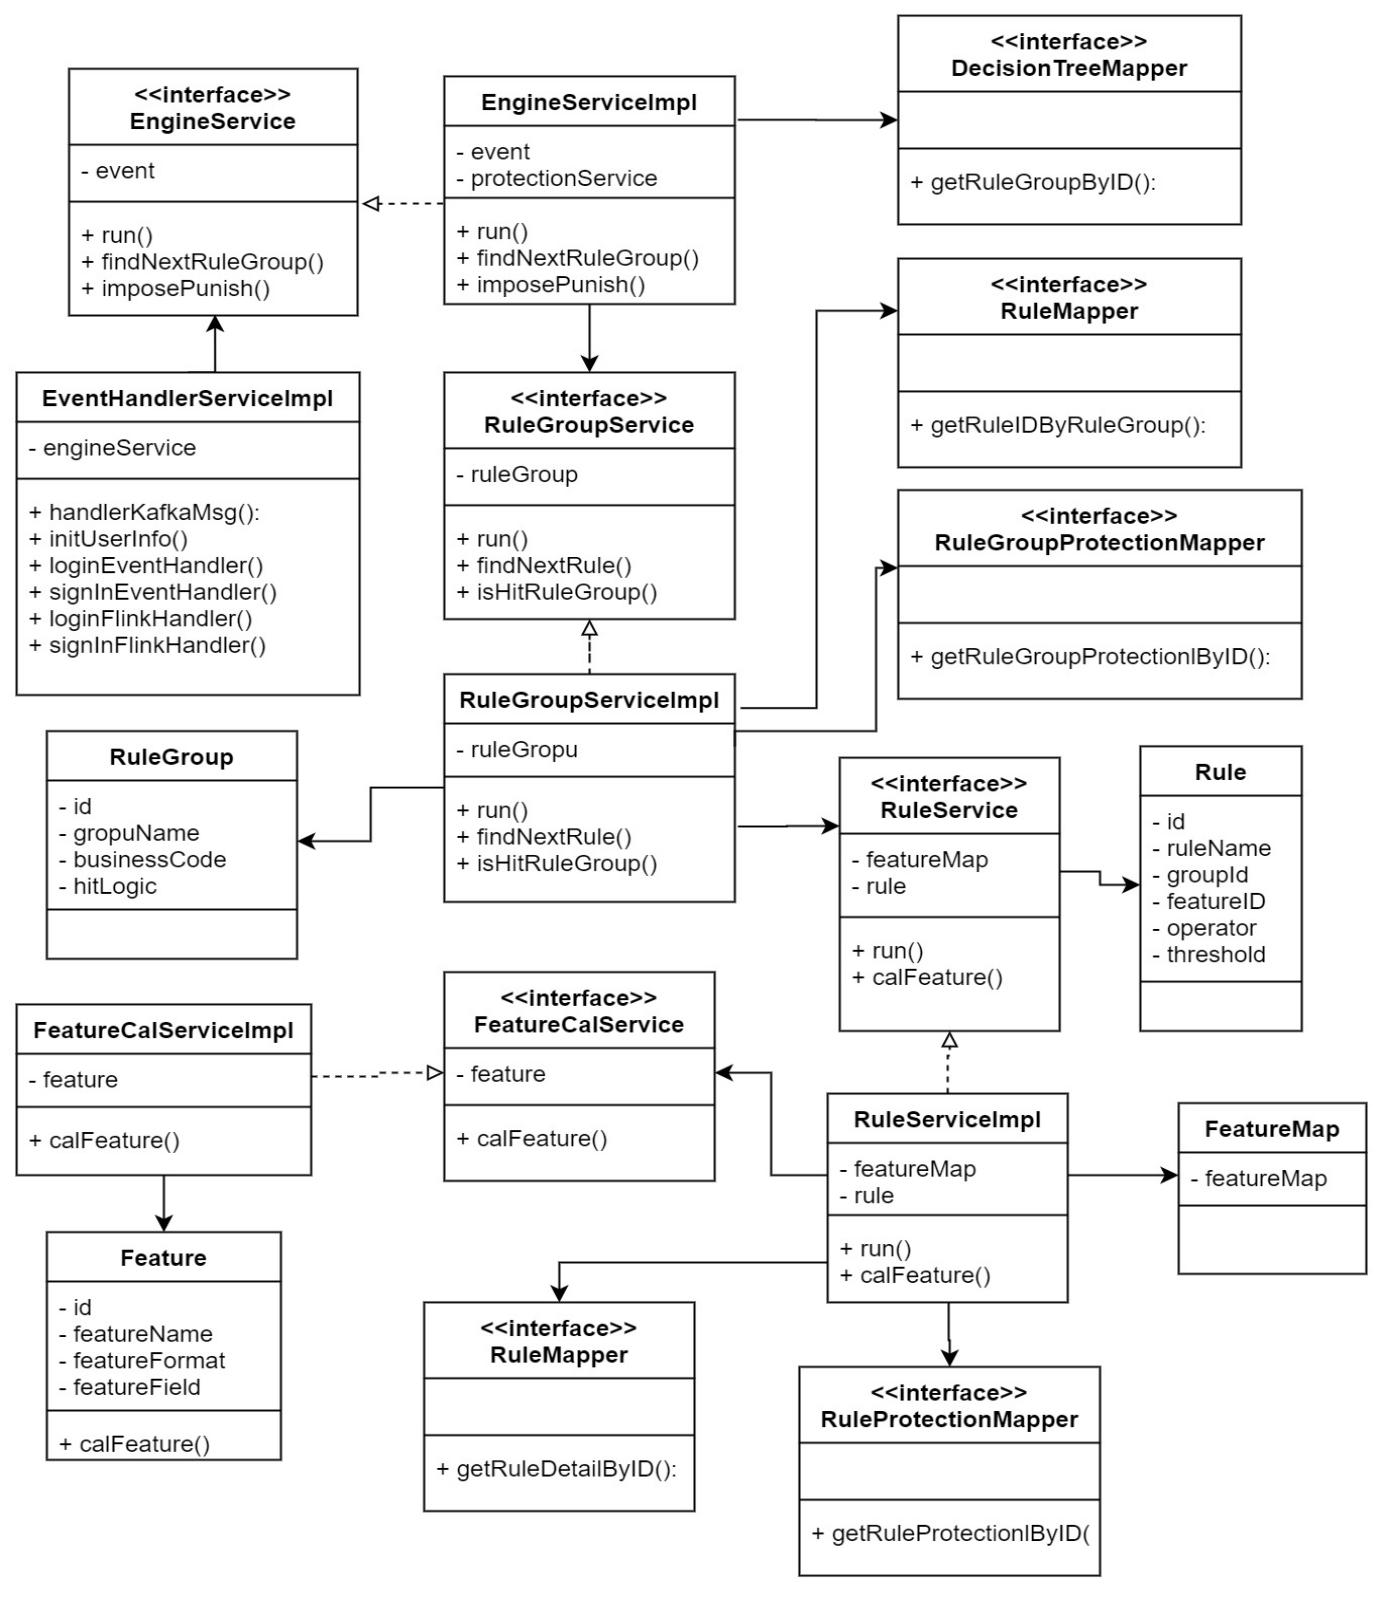 <<interface>>
EngineService
- event
+ run()
+ findNextRuleGroup()
+ imposePunish()
EngineServiceImpl
- event
- protectionService
+ run()
+ findNextRuleGroup()
+ imposePunish()
<<interface>>
DecisionTreeMapper
+ getRuleGroupByID():
<<interface>>
RuleMapper
+ getRuleIDByRuleGroup():
EventHandlerServiceImpl
- engineService
+ handlerKafkaMsg():
+ initUserInfo()
+ loginEventHandler()
+ signInEventHandler()
+ loginFlinkHandler()
+ signInFlinkHandler()
<<interface>>
RuleGroupService
- ruleGroup
+ run()
+ findNextRule()
+ isHitRuleGroup()
<<interface>>
RuleGroupProtectionMapper
+ getRuleGroupProtectionlByID():
RuleGroupServiceImpl
- ruleGropu
+ run()
+ findNextRule()
+ isHitRuleGroup()
RuleGroup
- id
- gropuName
- businessCode
- hitLogic
<<interface>>
RuleService
- featureMap
- rule
+ run()
+ calFeature()
Rule
- id
- ruleName
- groupId
- featureID
- operator
- threshold
FeatureCalServiceImpl
- feature
+ calFeature()
<<interface>>
FeatureCalService
- feature
+ calFeature()
RuleServiceImpl
- featureMap
- rule
+ run()
+ calFeature()
FeatureMap
- featureMap
Feature
- id
- featureName
- featureFormat
- featureField
+ calFeature()
<<interface>>
RuleMapper
+ getRuleDetailByID():
<<interface>>
RuleProtectionMapper
+ getRuleProtectionlByID(